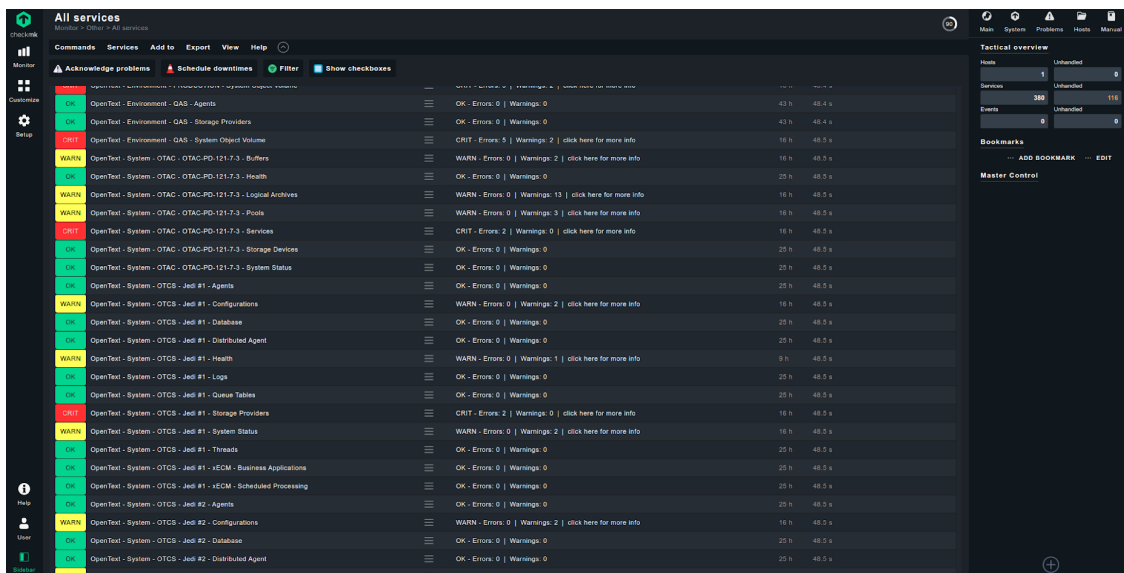 checkmk
Monitor
Customize
Setup
Help
User
Sidebar
All services
Monitor > Other > All services
90
Commands Services Add to Export View Help
Acknowledge problems Schedule downtimes Filter Show checkboxes
CRIT OpenText - Environment - PRODUCTION - System Object Volume CRIT - Errors: 0 | Warnings: 2 | click here for more info 16 h 48.4 s
OK OpenText - Environment - QAS - Agents OK - Errors: 0 | Warnings: 0 43 h 48.4 s
OK OpenText - Environment - QAS - Storage Providers OK - Errors: 0 | Warnings: 0 43 h 48.4 s
CRIT OpenText - Environment - QAS - System Object Volume CRIT - Errors: 5 | Warnings: 2 | click here for more info 16 h 48.5 s
WARN OpenText - System - OTAC - OTAC-PD-121-7-3 - Buffers WARN - Errors: 0 | Warnings: 2 | click here for more info 16 h 48.5 s
OK OpenText - System - OTAC - OTAC-PD-121-7-3 - Health OK - Errors: 0 | Warnings: 0 25 h 48.5 s
WARN OpenText - System - OTAC - OTAC-PD-121-7-3 - Logical Archives WARN - Errors: 0 | Warnings: 13 | click here for more info 16 h 48.5 s
WARN OpenText - System - OTAC - OTAC-PD-121-7-3 - Pools WARN - Errors: 0 | Warnings: 3 | click here for more info 16 h 48.5 s
CRIT OpenText - System - OTAC - OTAC-PD-121-7-3 - Services CRIT - Errors: 2 | Warnings: 0 | click here for more info 16 h 48.5 s
OK OpenText - System - OTAC - OTAC-PD-121-7-3 - Storage Devices OK - Errors: 0 | Warnings: 0 25 h 48.5 s
OK OpenText - System - OTAC - OTAC-PD-121-7-3 - System Status OK - Errors: 0 | Warnings: 0 25 h 48.5 s
OK OpenText - System - OTCS - Jedi #1 - Agents OK - Errors: 0 | Warnings: 0 25 h 48.5 s
WARN OpenText - System - OTCS - Jedi #1 - Configurations WARN - Errors: 0 | Warnings: 2 | click here for more info 16 h 48.5 s
OK OpenText - System - OTCS - Jedi #1 - Database OK - Errors: 0 | Warnings: 0 25 h 48.5 s
OK OpenText - System - OTCS - Jedi #1 - Distributed Agent OK - Errors: 0 | Warnings: 0 25 h 48.5 s
WARN OpenText - System - OTCS - Jedi #1 - Health WARN - Errors: 0 | Warnings: 1 | click here for more info 9 h 48.5 s
OK OpenText - System - OTCS - Jedi #1 - Logs OK - Errors: 0 | Warnings: 0 25 h 48.5 s
OK OpenText - System - OTCS - Jedi #1 - Queue Tables OK - Errors: 0 | Warnings: 0 25 h 48.5 s
CRIT OpenText - System - OTCS - Jedi #1 - Storage Providers CRIT - Errors: 2 | Warnings: 0 | click here for more info 16 h 48.5 s
WARN OpenText - System - OTCS - Jedi #1 - System Status WARN - Errors: 0 | Warnings: 2 | click here for more info 16 h 48.5 s
OK OpenText - System - OTCS - Jedi #1 - Threads OK - Errors: 0 | Warnings: 0 25 h 48.5 s
OK OpenText - System - OTCS - Jedi #1 - xECM - Business Applications OK - Errors: 0 | Warnings: 0 25 h 48.5 s
OK OpenText - System - OTCS - Jedi #1 - xECM - Scheduled Processing OK - Errors: 0 | Warnings: 0 25 h 48.5 s
OK OpenText - System - OTCS - Jedi #2 - Agents OK - Errors: 0 | Warnings: 0 25 h 48.5 s
WARN OpenText - System - OTCS - Jedi #2 - Configurations WARN - Errors: 0 | Warnings: 2 | click here for more info 16 h 48.5 s
OK OpenText - System - OTCS - Jedi #2 - Database OK - Errors: 0 | Warnings: 0 25 h 48.5 s
OK OpenText - System - OTCS - Jedi #2 - Distributed Agent OK - Errors: 0 | Warnings: 0 25 h 48.5 s
Main System Problems Hosts Manual
Tactical overview
Hosts Unhandled
1 0
Services Unhandled
380 116
Events Unhandled
0 0
Bookmarks
··· ADD BOOKMARK ··· EDIT
Master Control